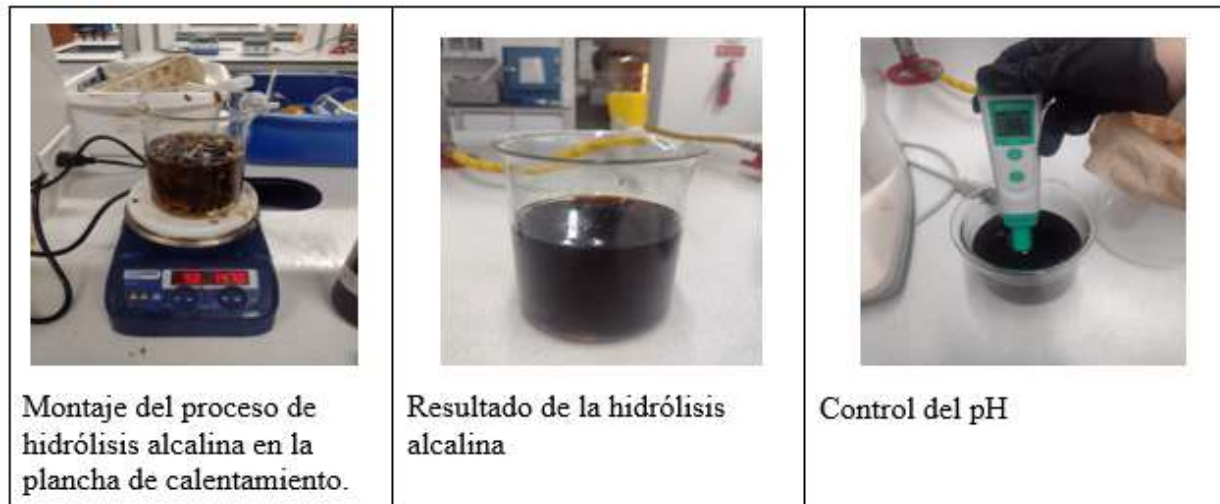 Montaje del proceso de
hidrólisis alcalina en la
plancha de calentamiento.
Resultado de la hidrólisis
alcalina
Control del pH